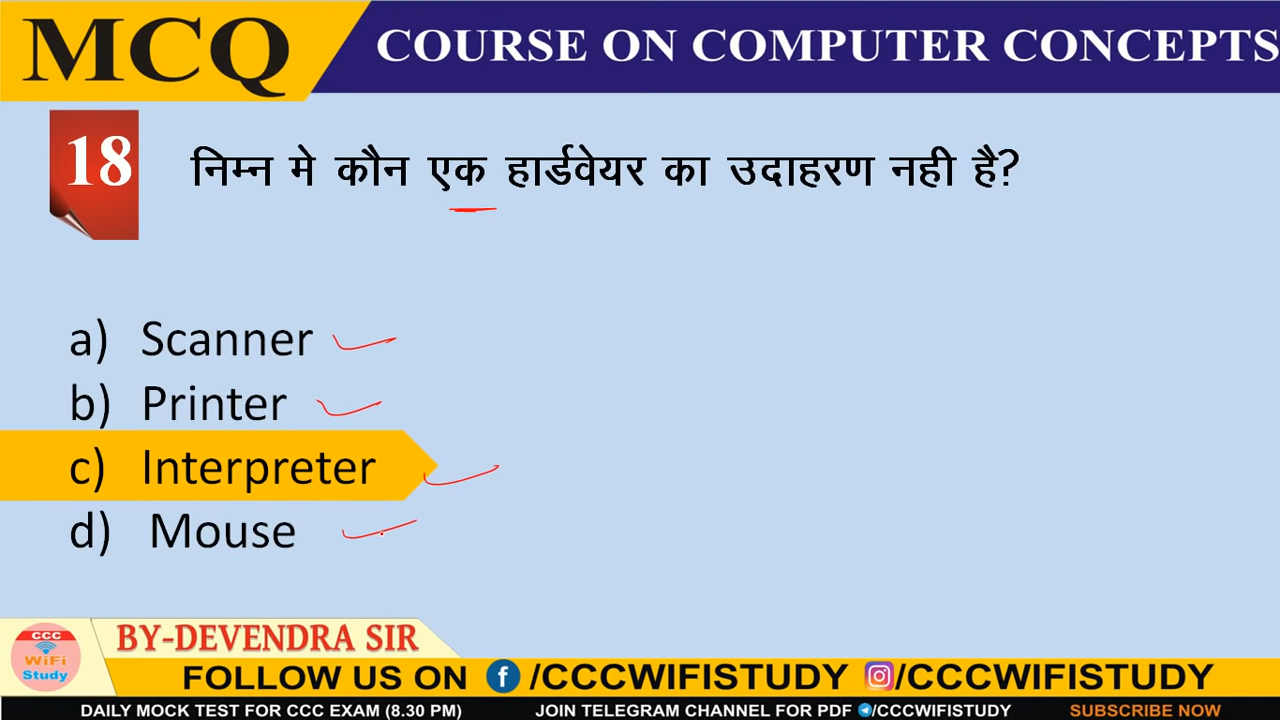 MCQ
COURSE ON COMPUTER CONCEPTS
18
निम्न मे कौन एक हार्डवेयर का उदाहरण नही है?
a) Scanner
b) Printer
c) Interpreter
d) Mouse
CCC
WiFi
Study
BY-DEVENDRA SIR
FOLLOW US ON f /CCCWIFISTUDY /CCCWIFISTUDY
DAILY MOCK TEST FOR CCC EXAM (8.30 PM) JOIN TELEGRAM CHANNEL FOR PDF /CCCWIFISTUDY SUBSCRIBE NOW